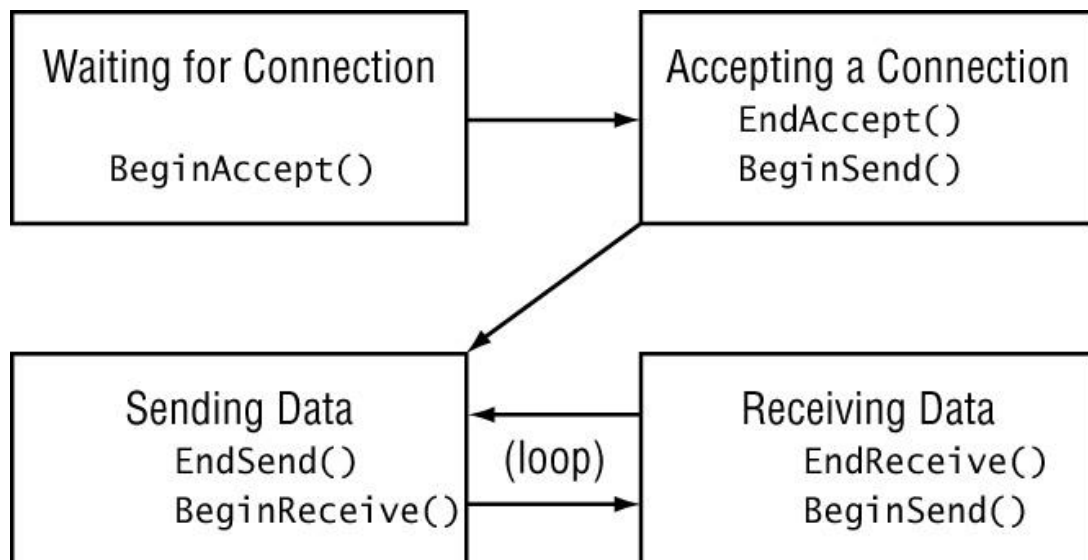 Waiting for Connection
BeginAccept()
Accepting a Connection
EndAccept()
BeginSend()
Sending Data
EndSend()
BeginReceive()
(loop)
Receiving Data
EndReceive()
BeginSend()